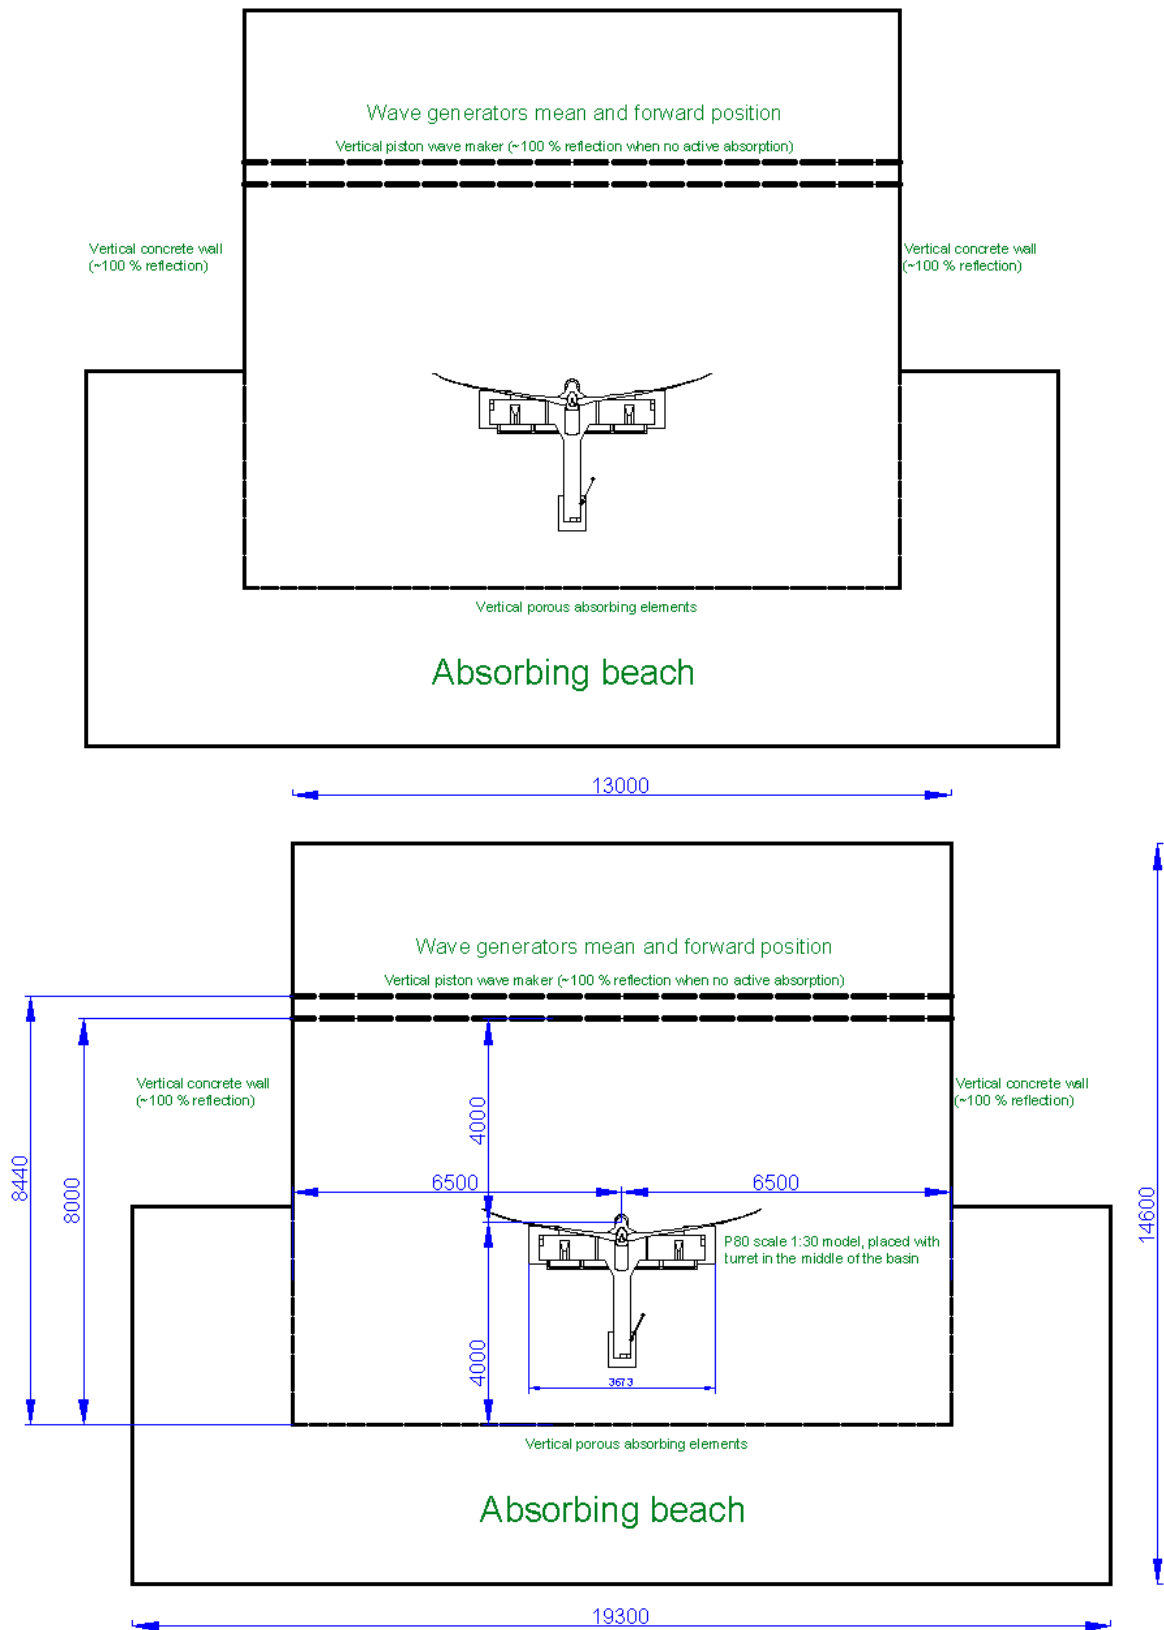 Wave generators mean and forward position
Vertical piston wave maker (~100 % reflection when no active absorption)
Vertical concrete wall
(~100 % reflection)
Vertical concrete wall
(~100 % reflection)
Vertical porous absorbing elements
Absorbing beach
13000
Wave generators mean and forward position
Vertical piston wave maker (~100 % reflection when no active absorption)
Vertical concrete wall
(~100 % reflection)
Vertical concrete wall
(~100 % reflection)
8440
8000
4000
6500
6500
14600
P80 scale 1:30 model, placed with
turret in the middle of the basin
4000
3673
Vertical porous absorbing elements
Absorbing beach
19300